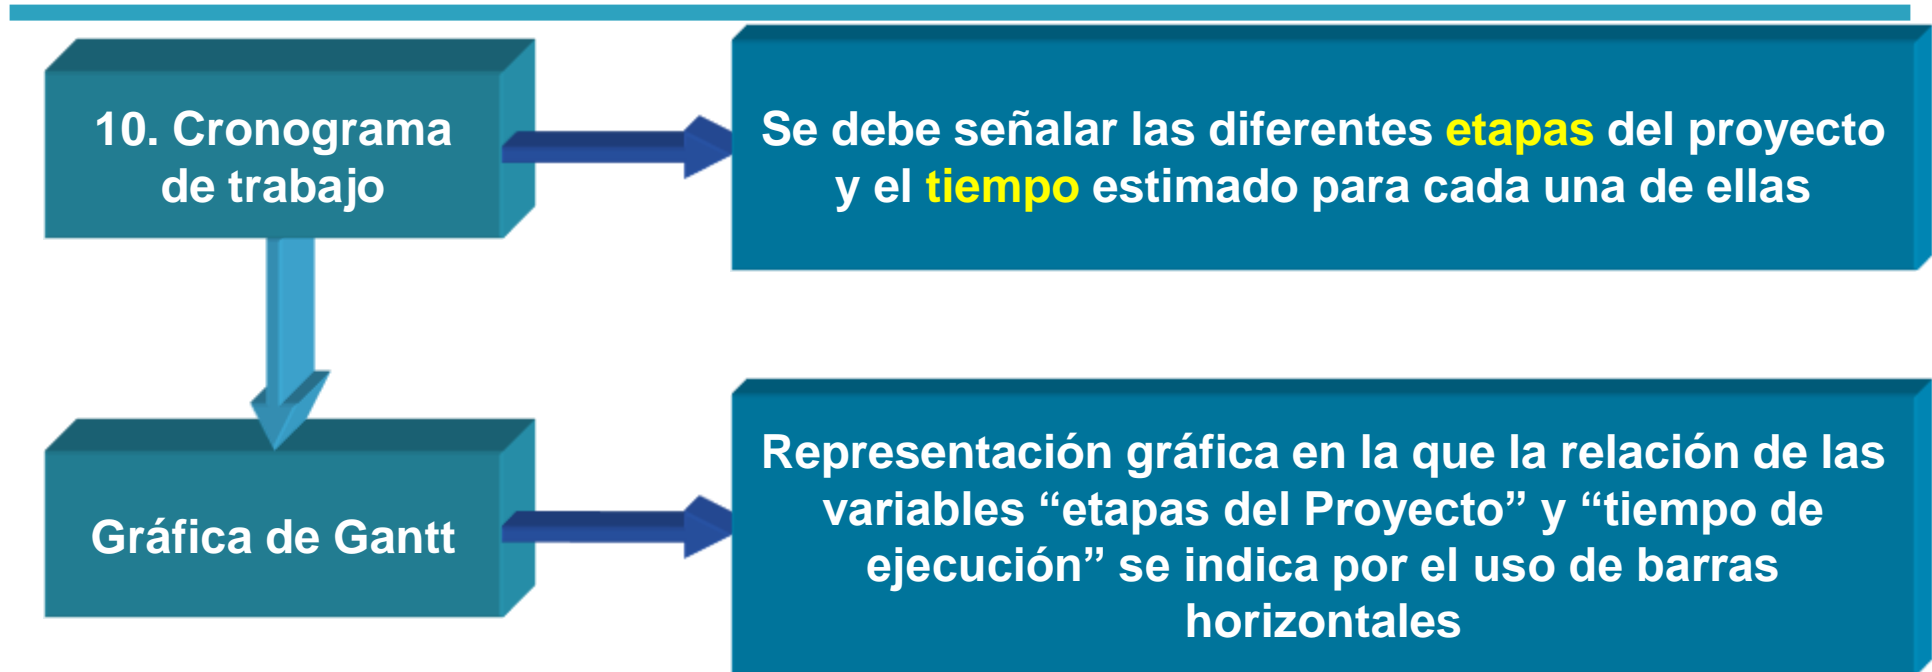 10. Cronograma
de trabajo
Se debe señalar las diferentes etapas del proyecto
y el tiempo estimado para cada una de ellas
Gráfica de Gantt
Representación gráfica en la que la relación de las
variables “etapas del Proyecto” y “tiempo de
ejecución” se indica por el uso de barras
horizontales